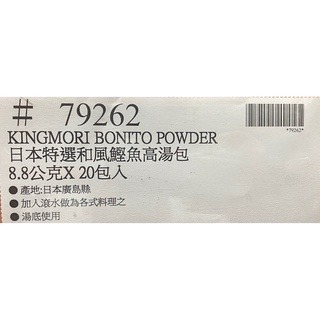 # 79262
*79262*
KINGMORI BONITO POWDER
日本特選和風鰹魚高湯包
8.8公克X 20包入
●產地:日本廣島縣
●加入滾水做為各式料理之
●湯底使用